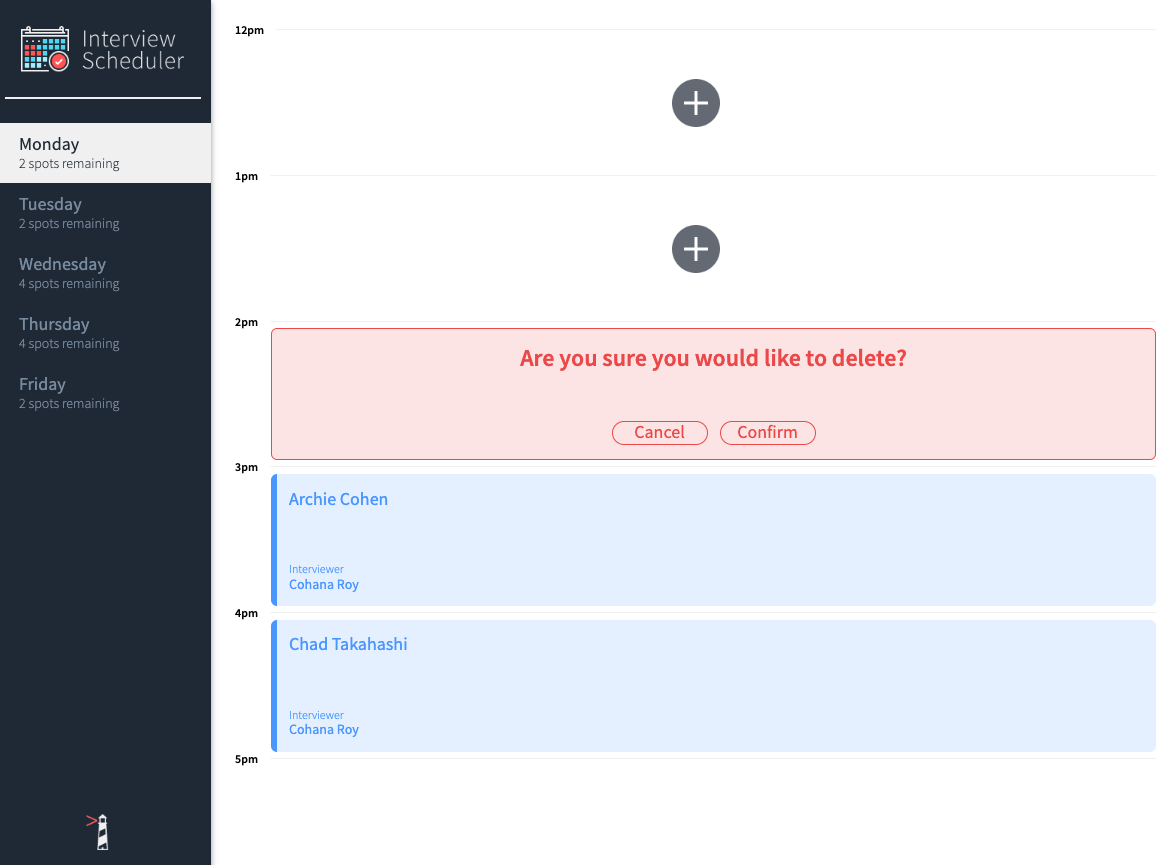 Interview
Scheduler
Monday
2 spots remaining
Tuesday
2 spots remaining
Wednesday
4 spots remaining
Thursday
4 spots remaining
Friday
2 spots remaining
12pm
1pm
2pm
Are you sure you would like to delete?
Cancel Confirm
3pm
Archie Cohen
Interviewer
Cohana Roy
4pm
Chad Takahashi
Interviewer
Cohana Roy
5pm